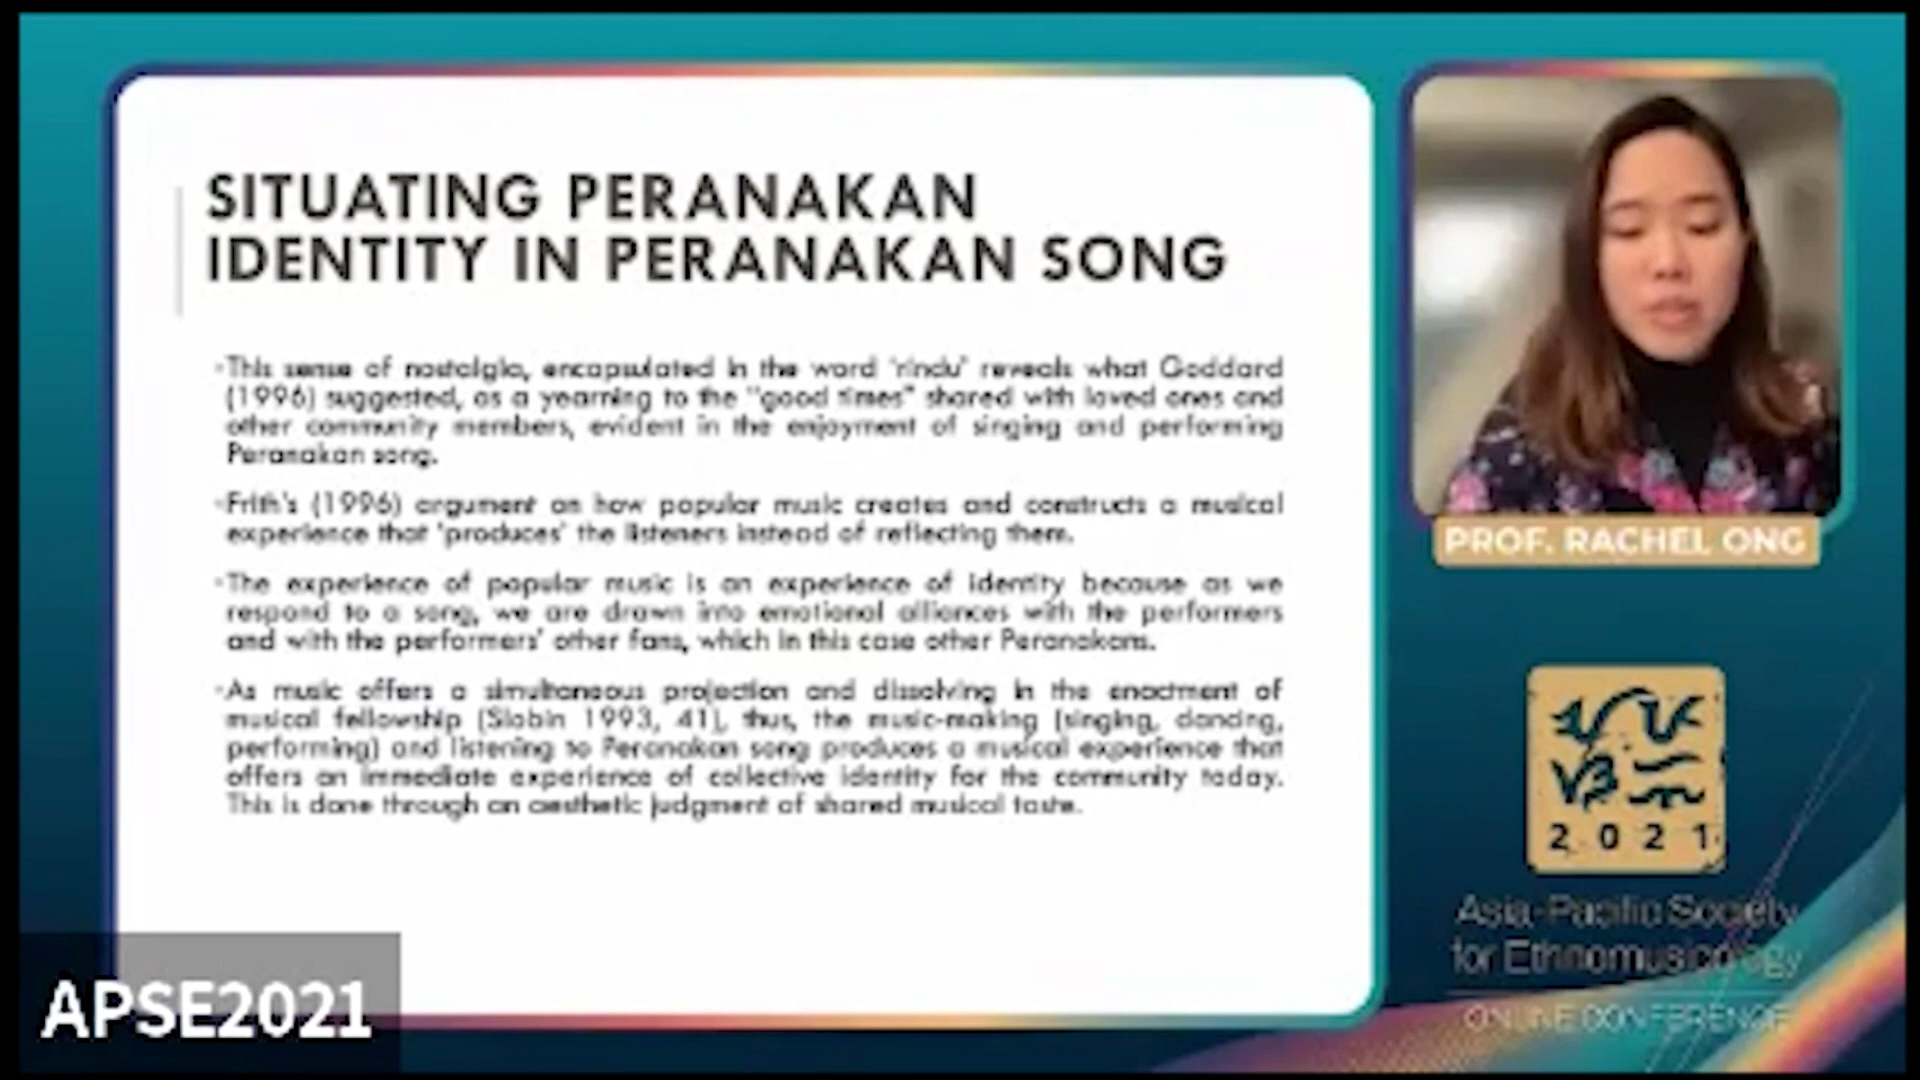 SITUATING PERANAKAN
IDENTITY IN PERANAKAN SONG
•This sense of nostalgia, encapsulated in the word 'rindu' reveals what Goddard
(1996) suggested, as a yearning to the "good times" shared with loved ones and
other community members, evident in the enjoyment of singing and performing
Peranakan song.
•Frith's (1996) argument on how popular music creates and constructs a musical
experience that 'produces' the listeners instead of reflecting them.
•The experience of popular music is an experience of identity because as we
respond to a song, we are drawn into emotional alliances with the performers
and with the performers' other fans, which in this case other Peranakans.
•As music offers a simultaneous projection and dissolving in the enactment of
musical fellowship (Slobin 1993, 41), thus, the music-making (singing, dancing,
performing) and listening to Peranakan song produces a musical experience that
offers an immediate experience of collective identity for the community today.
This is done through an aesthetic judgment of shared musical taste.
PROF. RACHEL ONG
2021
Asia-Pacific Society
for Ethnomusicology
ONLINE CONFERENCE
APSE2021